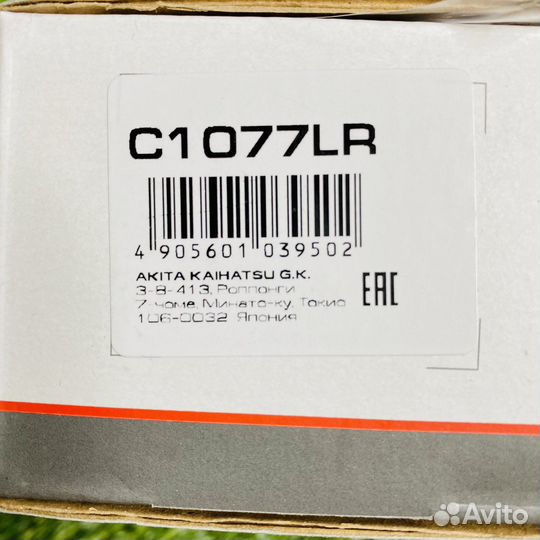 C1077LR
4 905601 039502
AKITA KAIHATSU G.K.
3-8-413, Роппонги
7-чоме, Минато-ку, Токио
106-0032 Япония
EAC
Avito